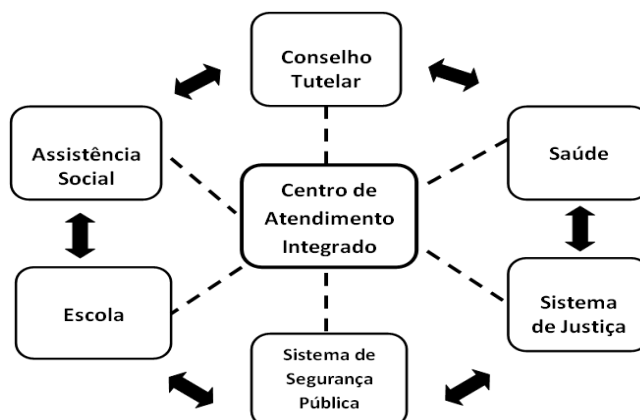 Conselho
Tutelar
Assistência
Social
Saúde
Centro de
Atendimento
Integrado
Escola
Sistema
de Justiça
Sistema de
Segurança
Pública